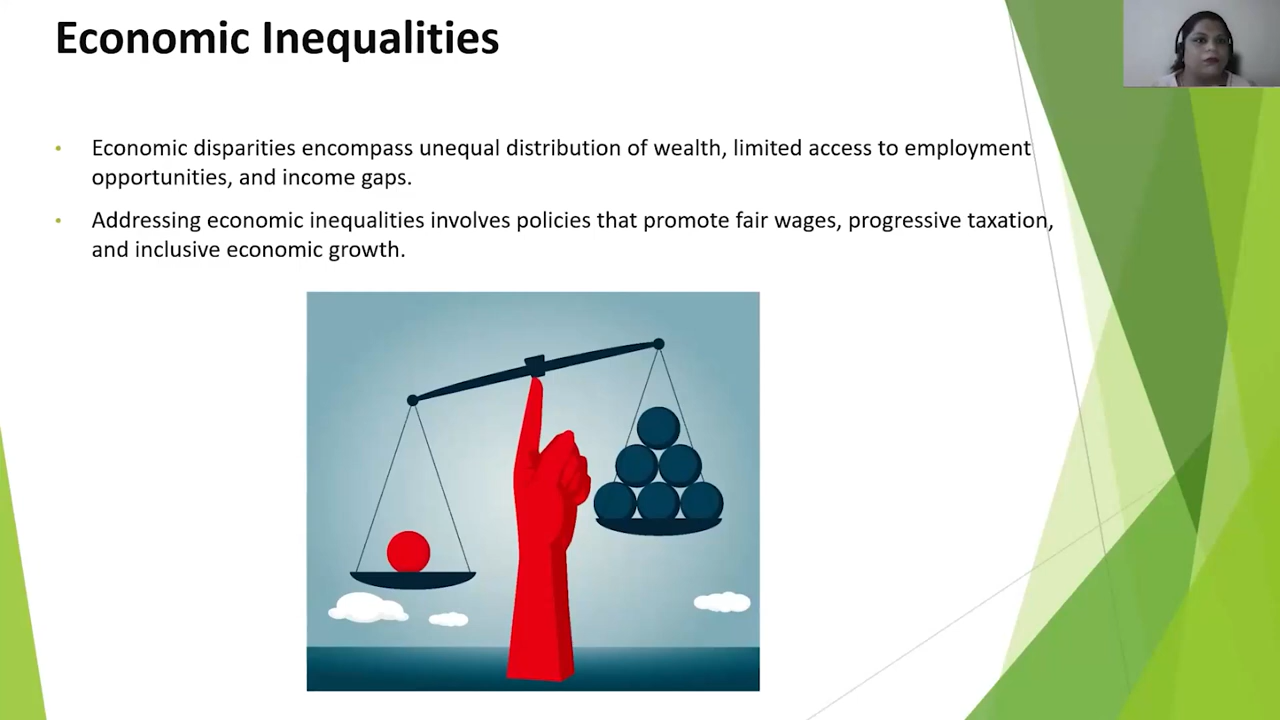 Economic Inequalities
• Economic disparities encompass unequal distribution of wealth, limited access to employment
opportunities, and income gaps.
• Addressing economic inequalities involves policies that promote fair wages, progressive taxation,
and inclusive economic growth.